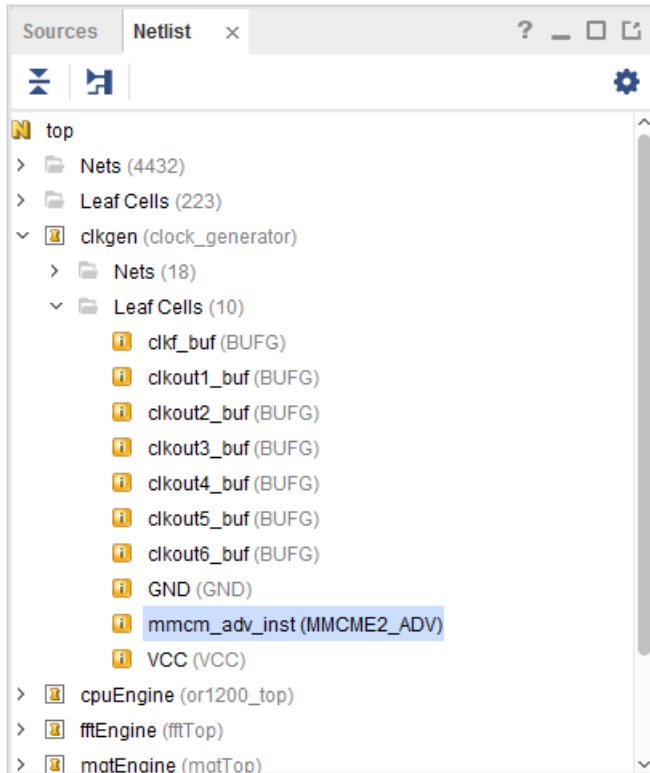 Sources Netlist × ?
N top
Nets (4432)
Leaf Cells (223)
clkgen (clock_generator)
Nets (18)
Leaf Cells (10)
clkf_buf (BUFG)
clkout1_buf (BUFG)
clkout2_buf (BUFG)
clkout3_buf (BUFG)
clkout4_buf (BUFG)
clkout5_buf (BUFG)
clkout6_buf (BUFG)
GND (GND)
mmcm_adv_inst (MMCME2_ADV)
VCC (VCC)
cpuEngine (or1200_top)
fftEngine (fftTop)
mgtEngine (mgtTop)